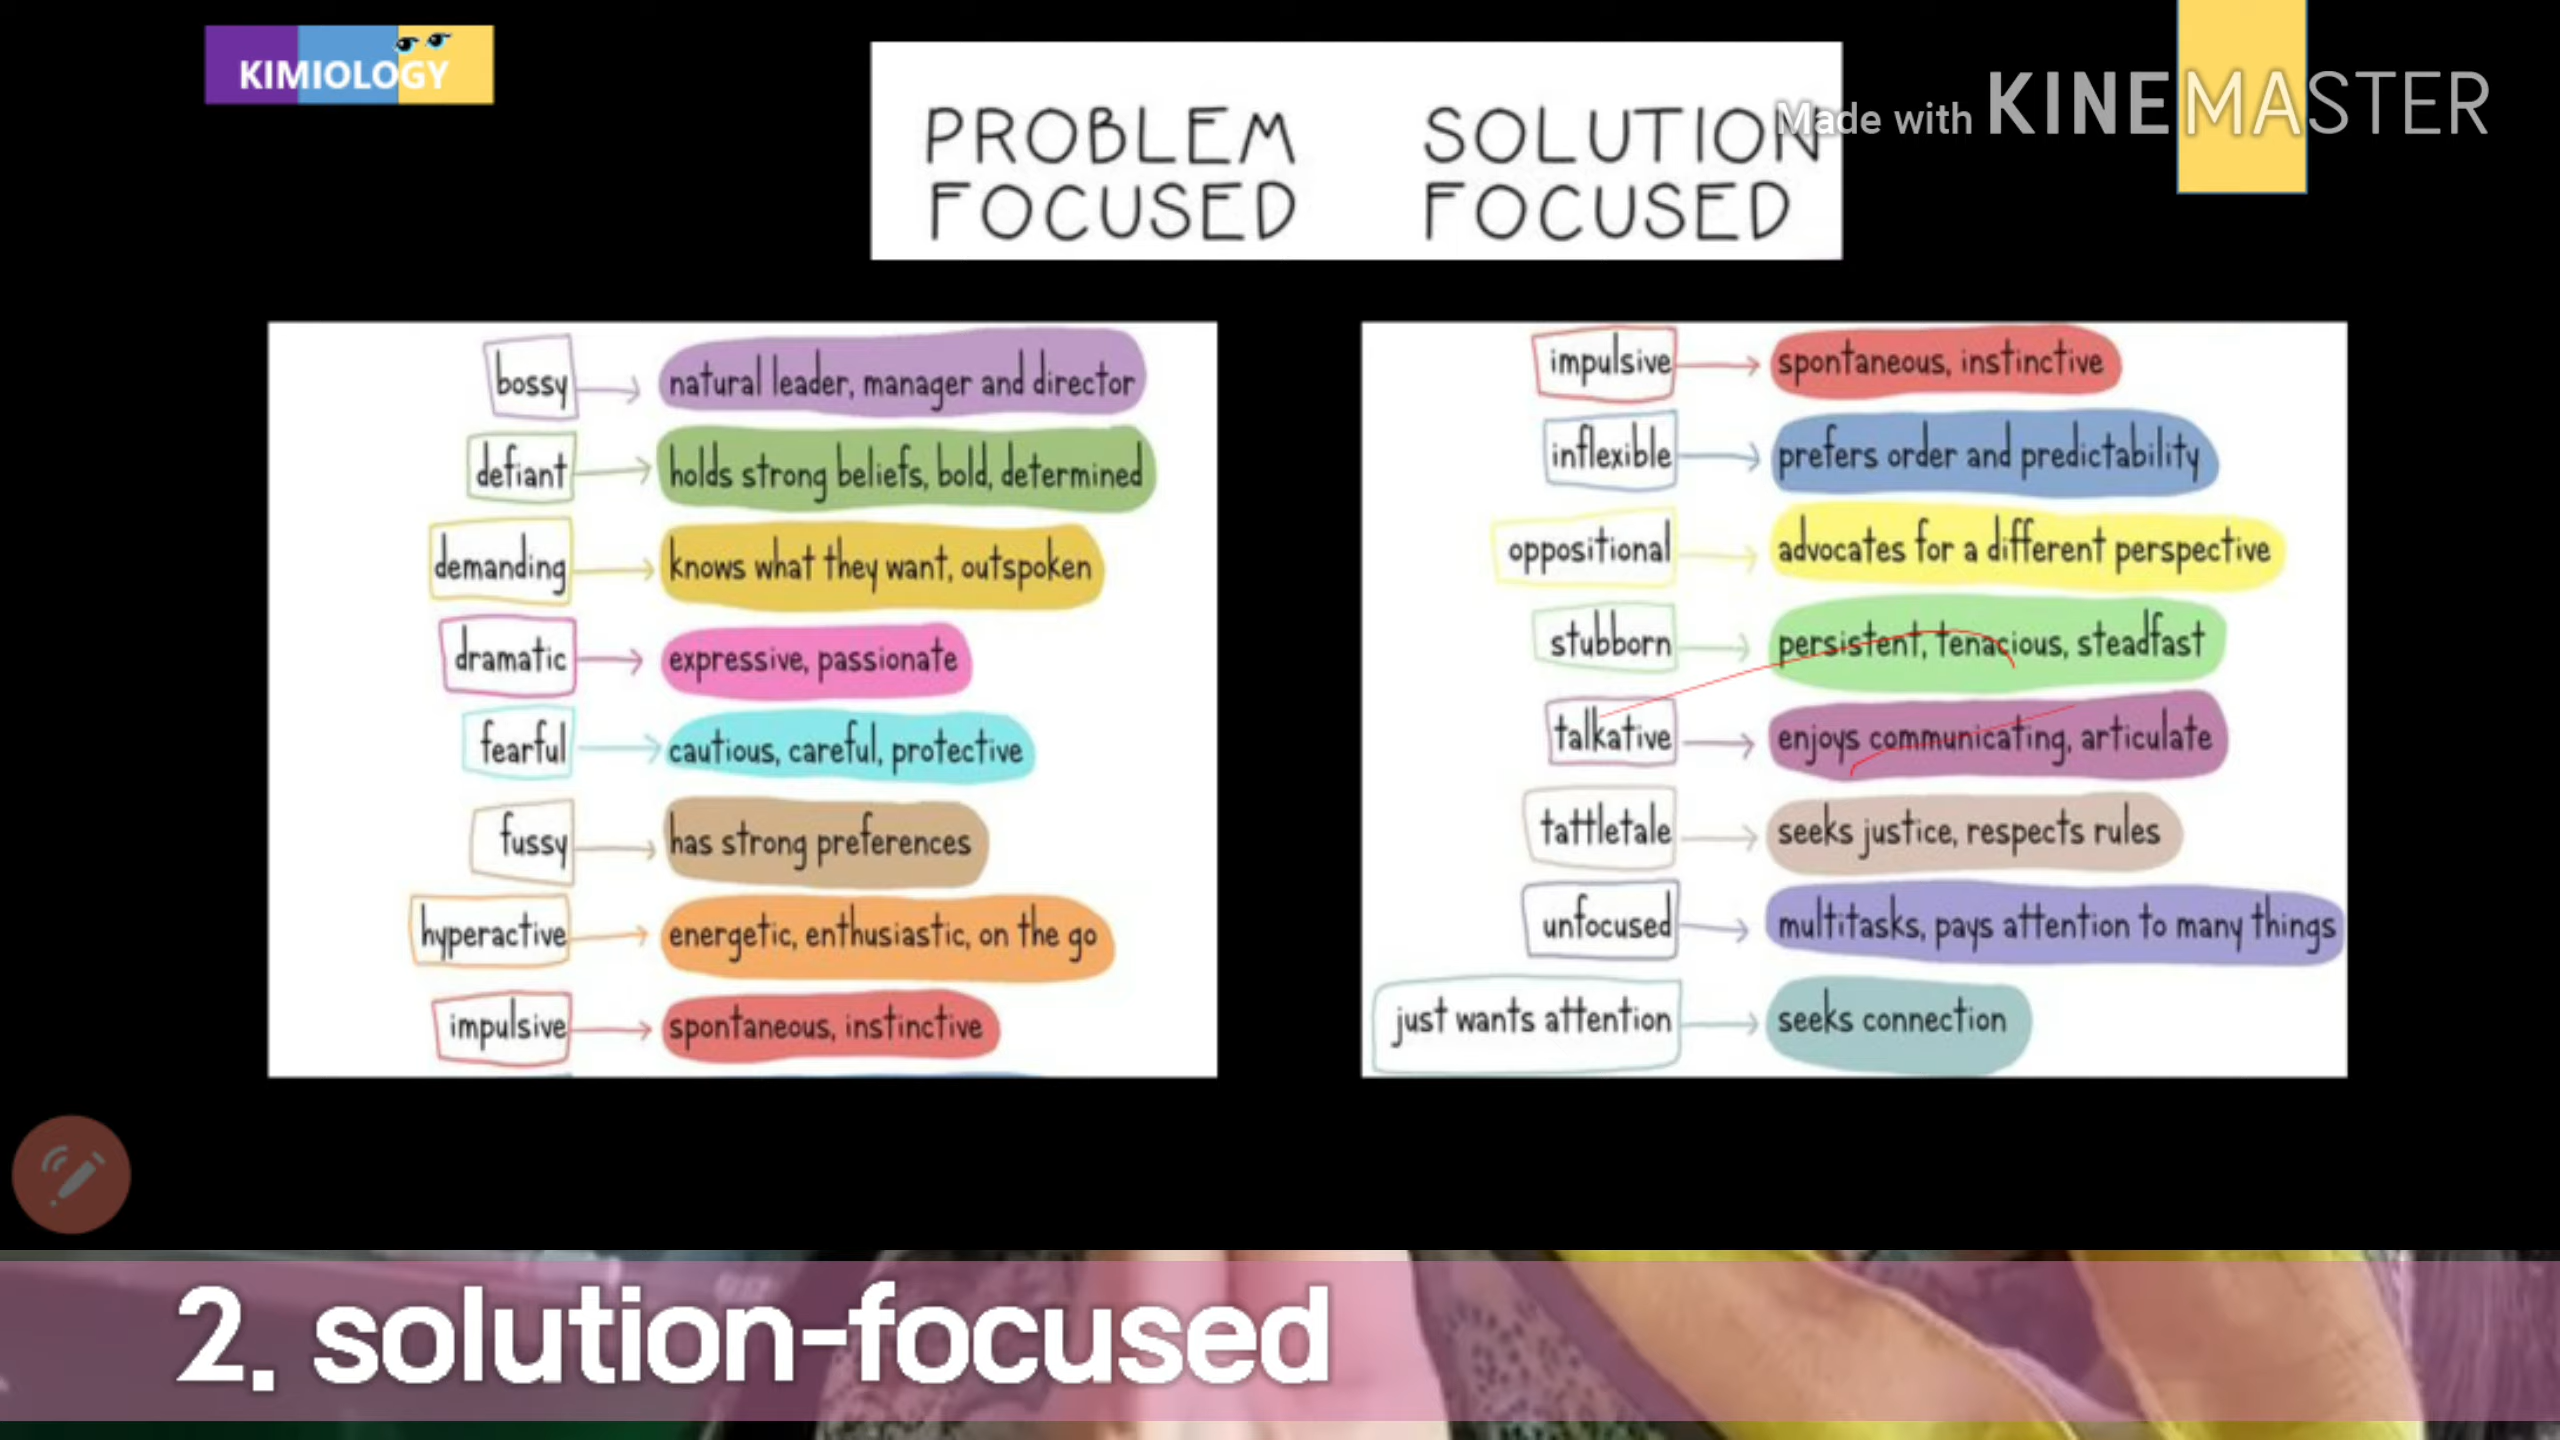 KIMIOLOGY
PROBLEM SOLUTION
FOCUSED FOCUSED
Made with KINEMASTER
bossy natural leader, manager and director
defiant holds strong beliefs, bold, determined
demanding knows what they want, outspoken
dramatic expressive, passionate
fearful cautious, careful, protective
fussy has strong preferences
hyperactive energetic, enthusiastic, on the go
impulsive spontaneous, instinctive
impulsive spontaneous, instinctive
inflexible prefers order and predictability
oppositional advocates for a different perspective
stubborn persistent, tenacious, steadfast
talkative enjoys communicating, articulate
tattletale seeks justice, respects rules
unfocused multitasks, pays attention to many things
just wants attention seeks connection
2. solution-focused